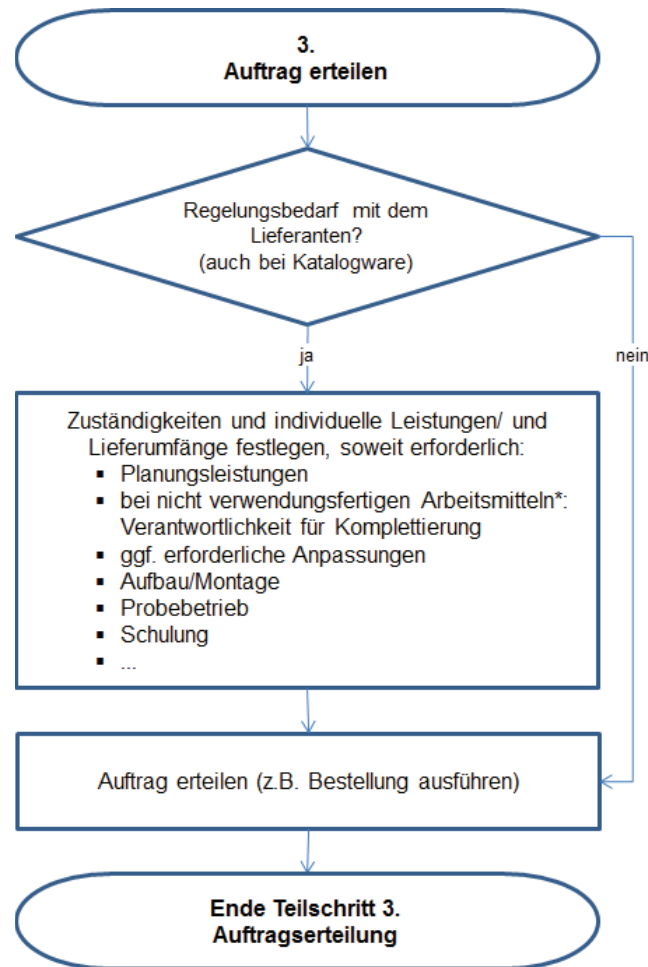 3.
Auftrag erteilen
Regelungsbedarf mit dem
Lieferanten?
(auch bei Katalogware)
ja
nein
Zuständigkeiten und individuelle Leistungen/ und
Lieferumfänge festlegen, soweit erforderlich:
▪ Planungsleistungen
▪ bei nicht verwendungsfertigen Arbeitsmitteln*:
Verantwortlichkeit für Komplettierung
▪ ggf. erforderliche Anpassungen
▪ Aufbau/Montage
▪ Probebetrieb
▪ Schulung
▪ ...
Auftrag erteilen (z.B. Bestellung ausführen)
Ende Teilschritt 3.
Auftragserteilung